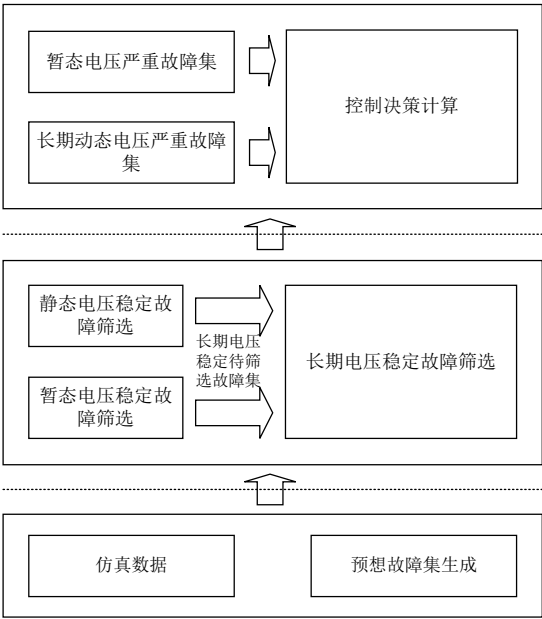 暂态电压严重故障集
长期动态电压严重故障
集
控制决策计算
静态电压稳定故
障筛选
长期电压
稳定待筛
选故障集
暂态电压稳定故
障筛选
长期电压稳定故障筛选
仿真数据
预想故障集生成